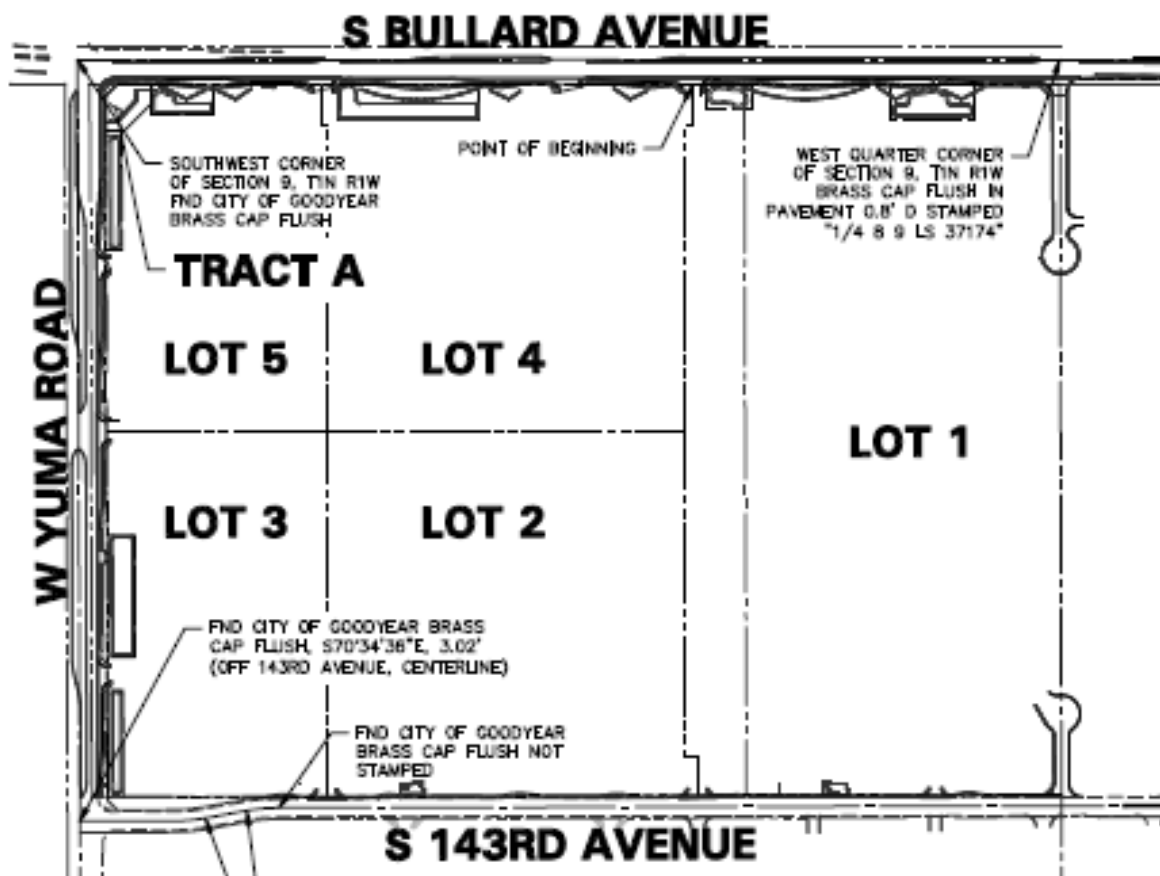 S BULLARD AVENUE
POINT OF BEGINNING
SOUTHWEST CORNER
OF SECTION 9, T1N R1W
FND CITY OF GOODYEAR
BRASS CAP FLUSH
WEST QUARTER CORNER
OF SECTION 9, T1N R1W
BRASS CAP FLUSH IN
PAVEMENT 0.8' D STAMPED
"1/4 8 9 LS 37174"
TRACT A
W YUMA ROAD
LOT 5
LOT 4
LOT 1
LOT 3
LOT 2
FND CITY OF GOODYEAR BRASS
CAP FLUSH, S70°34'36"E, 3.02'
(OFF 143RD AVENUE, CENTERLINE)
FND CITY OF GOODYEAR
BRASS CAP FLUSH NOT
STAMPED
S 143RD AVENUE